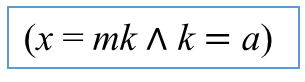 (x = mk ∧ k = a)